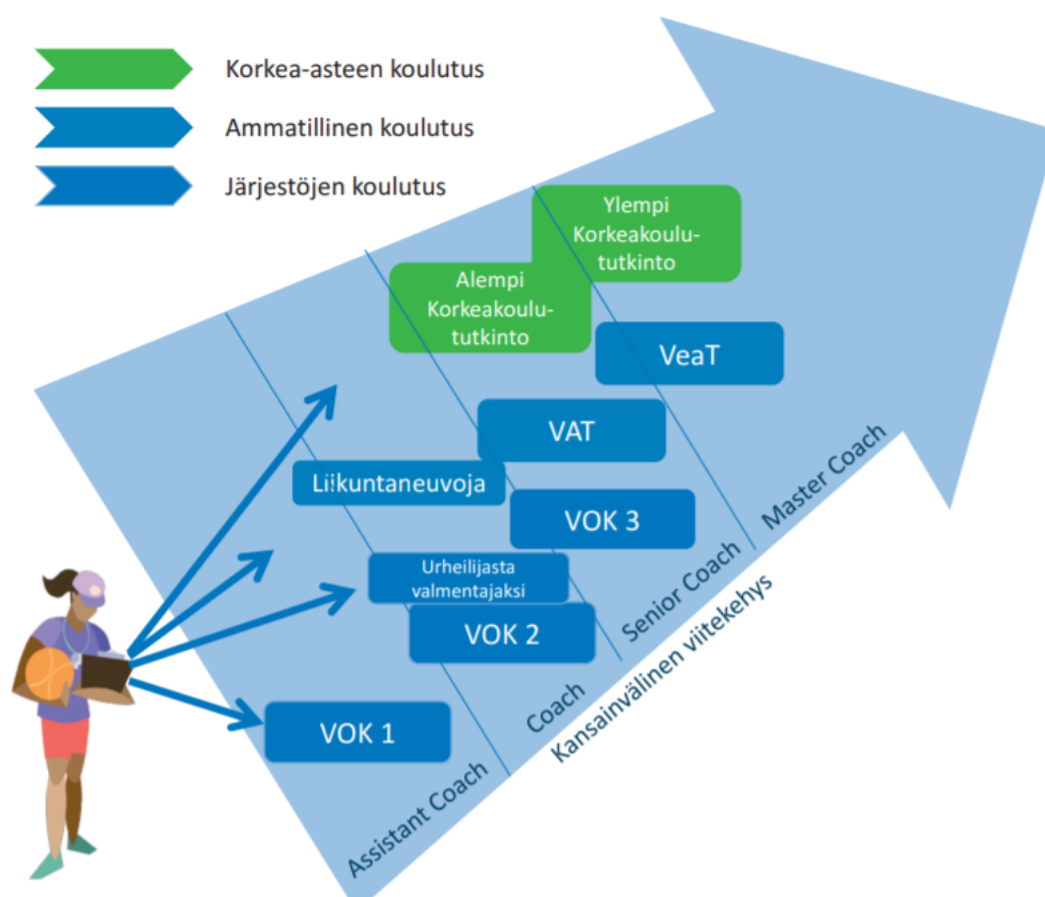 Korkea-asteen koulutus
Ammatillinen koulutus
Järjestöjen koulutus
Ylempi
Korkeakoulu-
tutkinto
Alempi
Korkeakoulu-
tutkinto
VeaT
VAT
Liikuntaneuvoja
VOK 3
Urheilijasta
valmentajaksi
VOK 2
VOK 1
Assistant Coach
Coach
Senior Coach
Master Coach
Kansainvälinen viitekehys